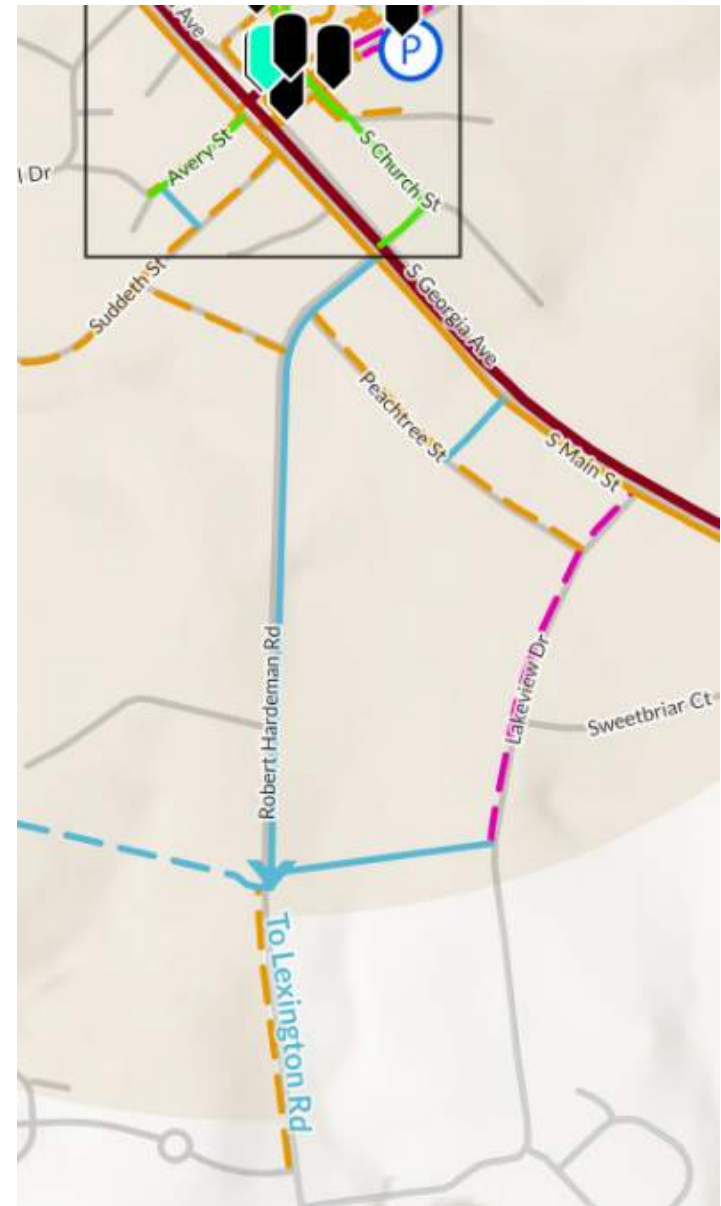 Ave
P
S Church St
Avery St
l Dr
Suddeth St
S Georgia Ave
Peachtree St
S Main St
Robert Hardeman Rd
Lakeview Dr
Sweetbriar Ct
To Lexington Rd